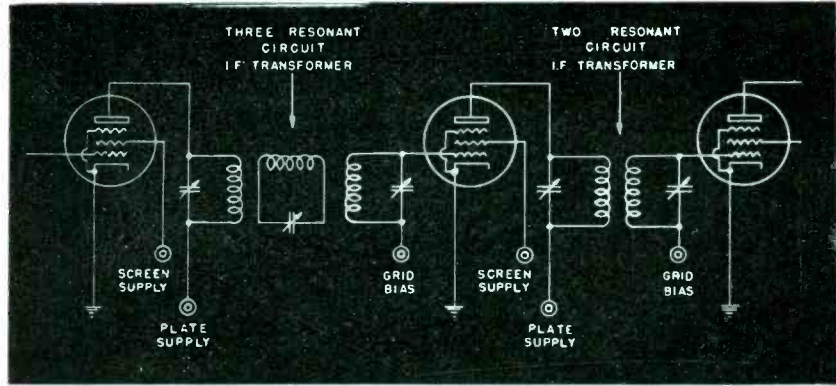 THREE RESONANT
CIRCUIT
I.F. TRANSFORMER
TWO RESONANT
CIRCUIT
I.F. TRANSFORMER
SCREEN
SUPPLY
PLATE
SUPPLY
GRID
BIAS
SCREEN
SUPPLY
PLATE
SUPPLY
GRID
BIAS